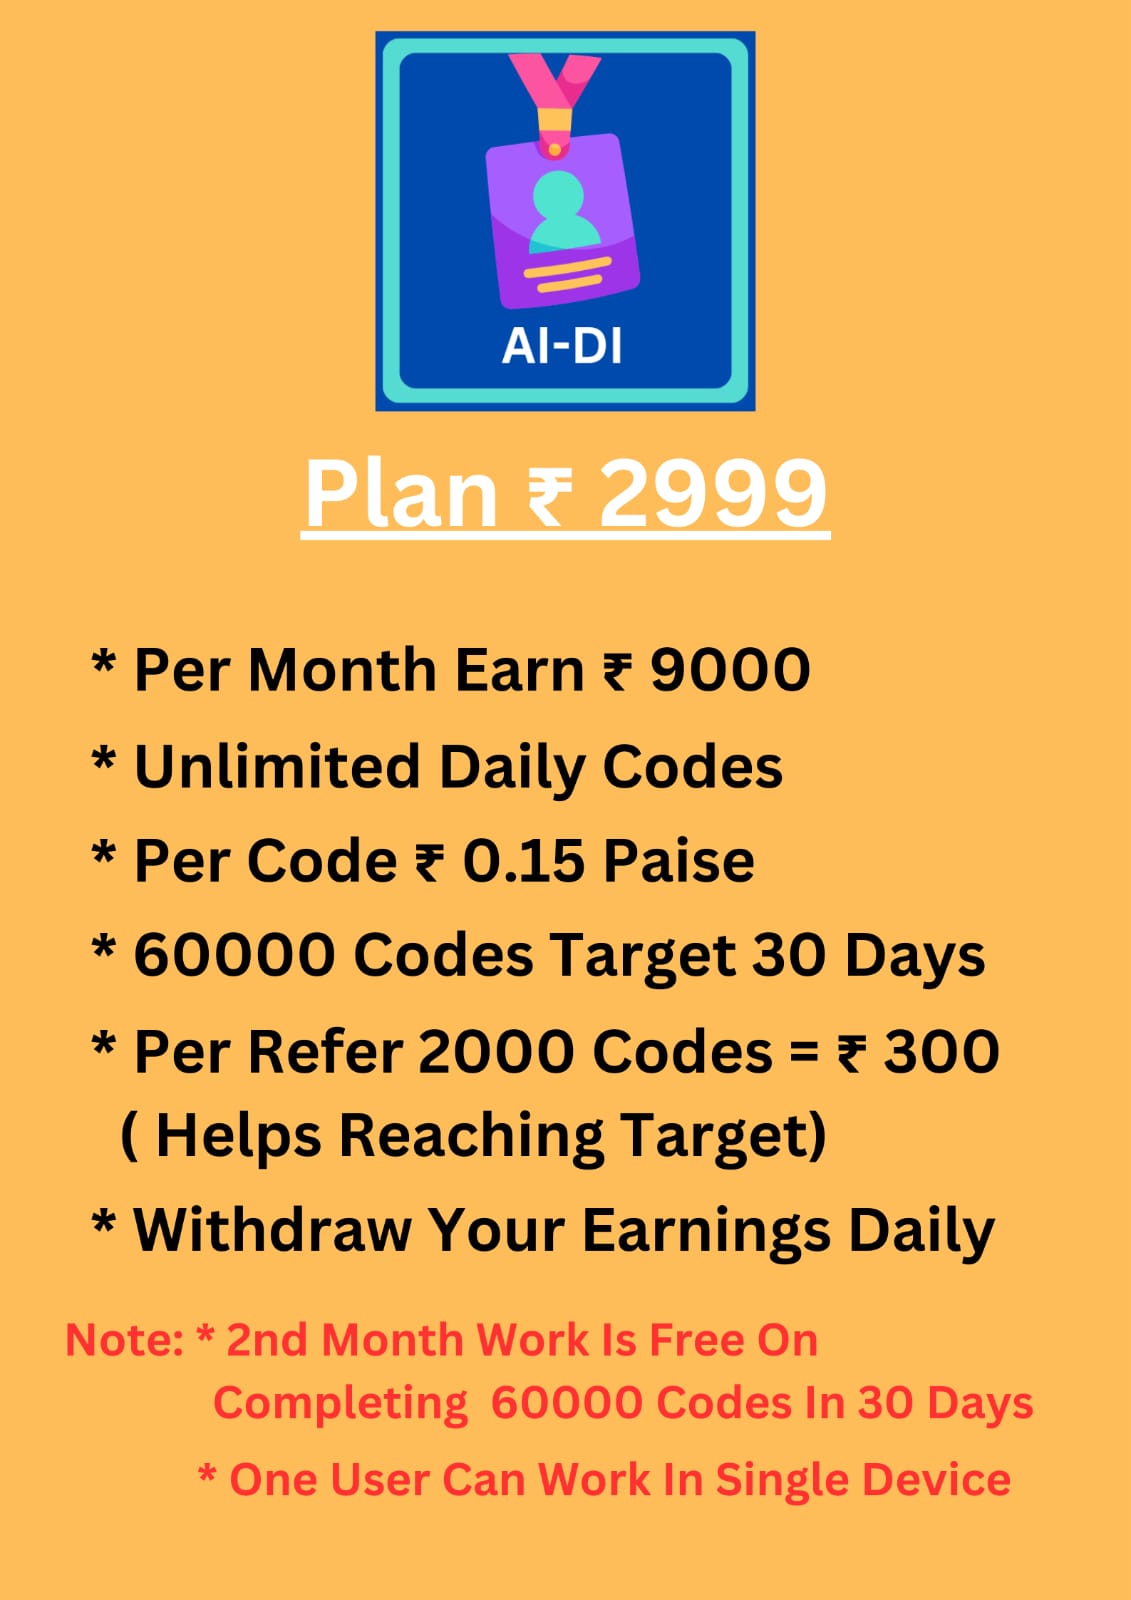 AI-DI
Plan ₹ 2999
* Per Month Earn ₹ 9000
* Unlimited Daily Codes
* Per Code ₹ 0.15 Paise
* 60000 Codes Target 30 Days
* Per Refer 2000 Codes = ₹ 300
( Helps Reaching Target)
* Withdraw Your Earnings Daily
Note: * 2nd Month Work Is Free On
Completing 60000 Codes In 30 Days
* One User Can Work In Single Device